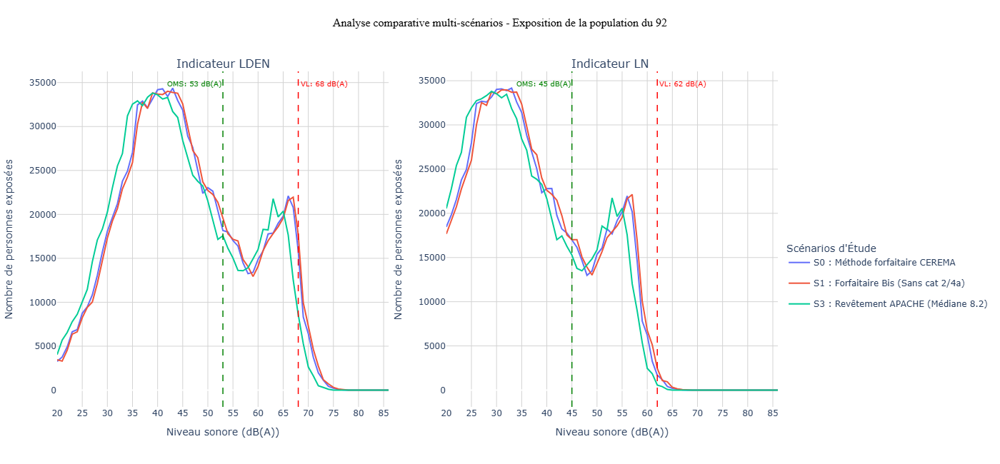 Analyse comparative multi-scénarios - Exposition de la population du 92
Indicateur LDEN
Indicateur LN
OMS: 53 dB(A)
VL: 68 dB(A)
OMS: 45 dB(A)
VL: 62 dB(A)
35000
30000
25000
20000
15000
10000
5000
0
Nombre de personnes exposées
20 25 30 35 40 45 50 55 60 65 70 75 80 85
Niveau sonore (dB(A))
35000
30000
25000
20000
15000
10000
5000
0
Nombre de personnes exposées
20 25 30 35 40 45 50 55 60 65 70 75 80 85
Niveau sonore (dB(A))
Scénarios d'Étude
S0 : Méthode forfaitaire CEREMA
S1 : Forfaitaire Bis (Sans cat 2/4a)
S3 : Revêtement APACHE (Médiane 8.2)